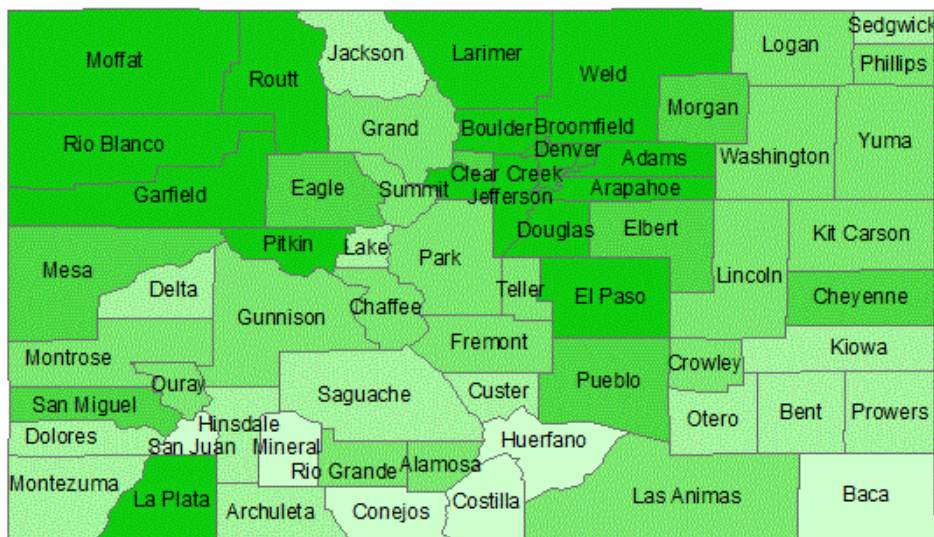 Sedgwick
Moffat
Routt
Jackson
Larimer
Weld
Logan
Phillips
Morgan
Grand
Boulder
Broomfield
Rio Blanco
Denver
Adams
Washington
Yuma
Garfield
Eagle
Summit
Clear Creek
Jefferson
Arapahoe
Pitkin
Lake
Park
Douglas
Elbert
Kit Carson
Mesa
Delta
Gunnison
Chaffee
Teller
El Paso
Lincoln
Cheyenne
Montrose
Ouray
Fremont
Pueblo
Crowley
Kiowa
San Miguel
Saguache
Custer
Otero
Bent
Prowers
Dolores
Hinsdale
San Juan
Mineral
Huerfano
Montezuma
La Plata
Rio Grande
Alamosa
Las Animas
Baca
Archuleta
Conejos
Costilla